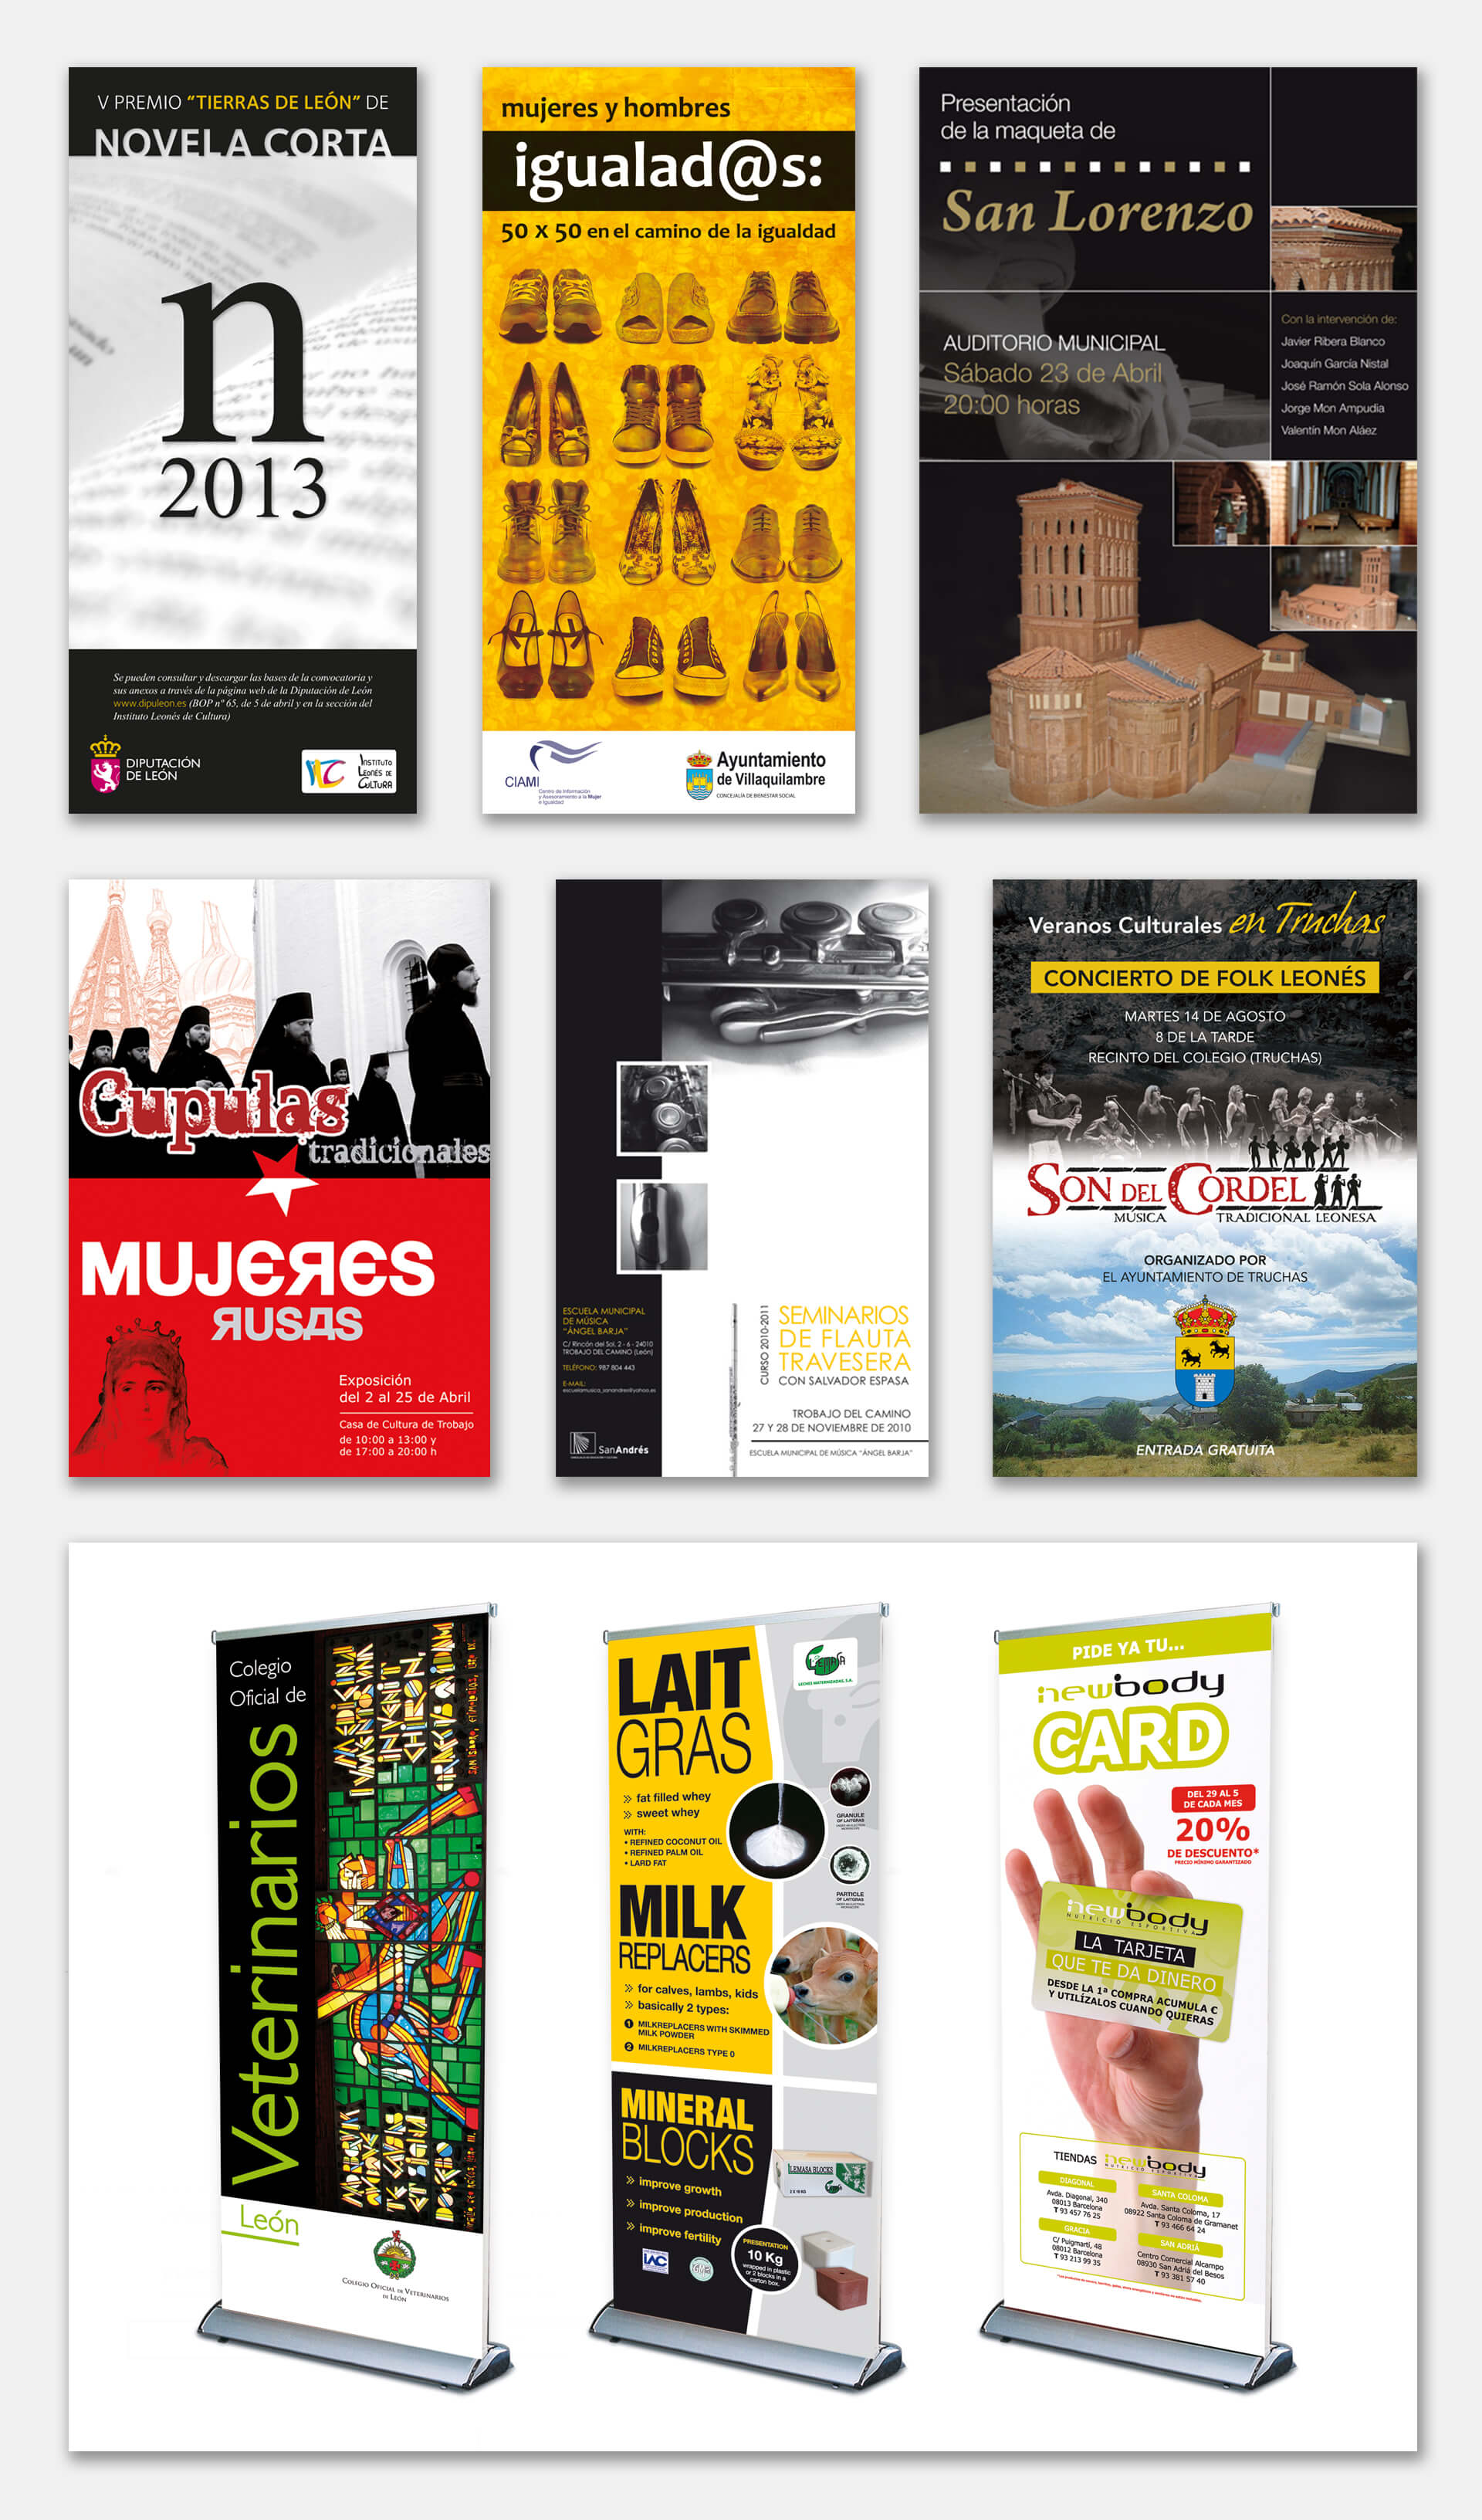 V PREMIO “TIERRAS DE LEÓN” DE
NOVELA CORTA
n
2013
Se pueden consultar y descargar las bases de la convocatoria y
sus anexos a través de la página web de la Diputación de León
www.dipuleon.es (BOP nº 65, de 5 de abril y en la sección del
Instituto Leonés de Cultura)
DIPUTACIÓN
DE LEÓN
INSTITUTO
LEONÉS DE
CULTURA
mujeres y hombres
igualad@s:
50 x 50 en el camino de la igualdad
CIAMI
Centro de Información
y Asesoramiento a la Mujer
e Igualdad
Ayuntamiento
de Villaquilambre
CONCEJALÍA DE BIENESTAR SOCIAL
Presentación
de la maqueta de
San Lorenzo
AUDITORIO MUNICIPAL
Sábado 23 de Abril
20:00 horas
Con la intervención de:
Javier Ribera Blanco
Joaquín García Nistal
José Ramón Sola Alonso
Jorge Mon Ampudia
Valentín Mon Aláez
Cupulas
tradicionales
MUJЄЯЄS
ЯUSAS
Exposición
del 2 al 25 de Abril
Casa de Cultura de Trobajo
de 10:00 a 13:00 y
de 17:00 a 20:00 h
ESCUELA MUNICIPAL
DE MÚSICA
“ÁNGEL BARJA”
C/ Rincón del Sol, 2 - 6 - 24010
TROBAJO DEL CAMINO (León)
TELÉFONO: 987 804 443
E-MAIL:
escuelamusica_sanandres@yahoo.es
SanAndrés
CURSO 2010-2011
SEMINARIOS
DE FLAUTA
TRAVESERA
CON SALVADOR ESPASA
TROBAJO DEL CAMINO
27 Y 28 DE NOVIEMBRE DE 2010
ESCUELA MUNICIPAL DE MÚSICA “ÁNGEL BARJA”
Veranos Culturales en Truchas
CONCIERTO DE FOLK LEONÉS
MARTES 14 DE AGOSTO
8 DE LA TARDE
RECINTO DEL COLEGIO (TRUCHAS)
SON DEL CORDEL
MÚSICA TRADICIONAL LEONESA
ORGANIZADO POR
EL AYUNTAMIENTO DE TRUCHAS
ENTRADA GRATUITA
Colegio
Oficial de
Veterinarios
León
COLEGIO OFICIAL DE VETERINARIOS
DE LEÓN
LEMASA
LECHES MATERNIZADAS, S.A.
LAIT
GRAS
» fat filled whey
» sweet whey
WITH:
• REFINED COCONUT OIL
• REFINED PALM OIL
• LARD FAT
GRANULE
OF LAITGRAS
PARTICLE
OF LAITGRAS
MILK
REPLACERS
» for calves, lambs, kids
» basically 2 types:
1 MILKREPLACERS WITH SKIMMED
MILK POWDER
2 MILKREPLACERS TYPE 0
MINERAL
BLOCKS
» improve growth
» improve production
» improve fertility
LEMASA BLOCKS
IAC
PRESENTATION
10 Kg
wrapped in plastic
or 2 blocks in a
carton box.
PIDE YA TU...
newbody
CARD
DEL 29 AL 5
DE CADA MES
20%
DE DESCUENTO*
PRECIO MÍNIMO GARANTIZADO
newbody
NUTRICIÓ ESPORTIVA
LA TARJETA
QUE TE DA DINERO
DESDE LA 1ª COMPRA ACUMULA €
Y UTILÍZALOS CUANDO QUIERAS
TIENDAS newbody
NUTRICIÓ ESPORTIVA
DIAGONAL
Avda. Diagonal, 340
08013 Barcelona
T 93 457 76 25
SANTA COLOMA
Avda. Santa Coloma, 17
08922 Santa Coloma de Gramanet
T 93 466 64 24
GRACIA
C/ Puigmartí, 48
08012 Barcelona
T 93 213 99 35
SAN ADRIÀ
Centro Comercial Alcampo
08930 San Adrià del Besos
T 93 381 57 40